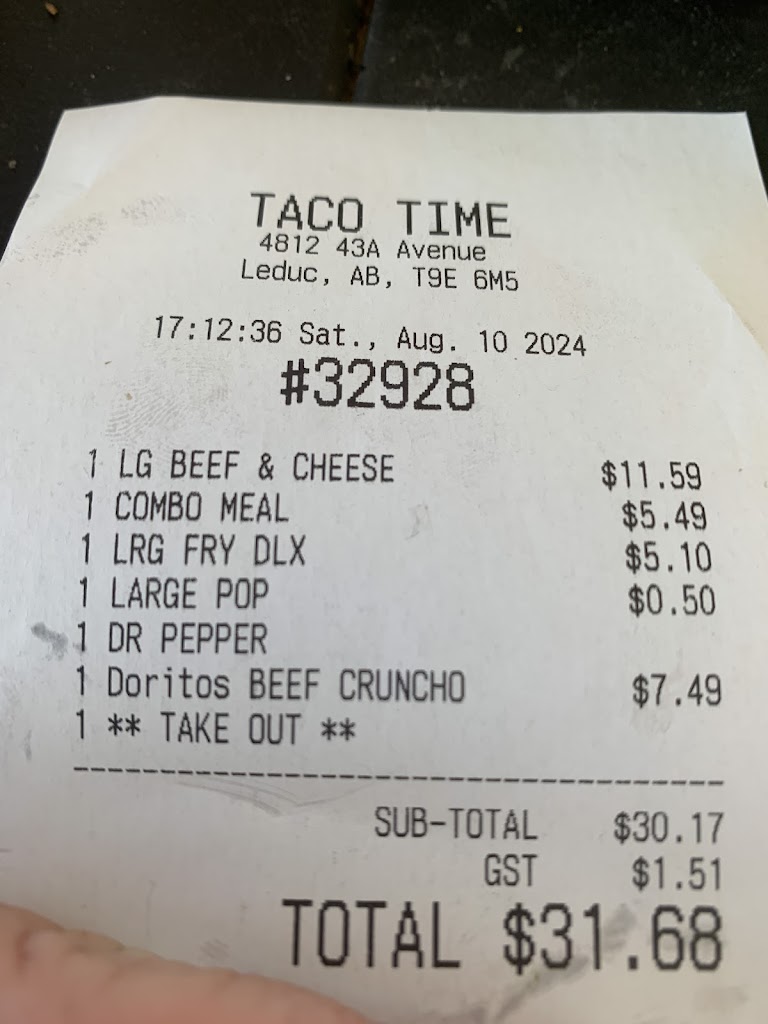 TACO TIME
4812 43A Avenue
Leduc, AB, T9E 6M5
17:12:36 Sat., Aug. 10 2024
#32928
1 LG BEEF & CHEESE $11.59
1 COMBO MEAL $5.49
1 LRG FRY DLX $5.10
1 LARGE POP $0.50
1 DR PEPPER
1 Doritos BEEF CRUNCHO $7.49
1 ** TAKE OUT **
SUB-TOTAL $30.17
GST $1.51
TOTAL $31.68